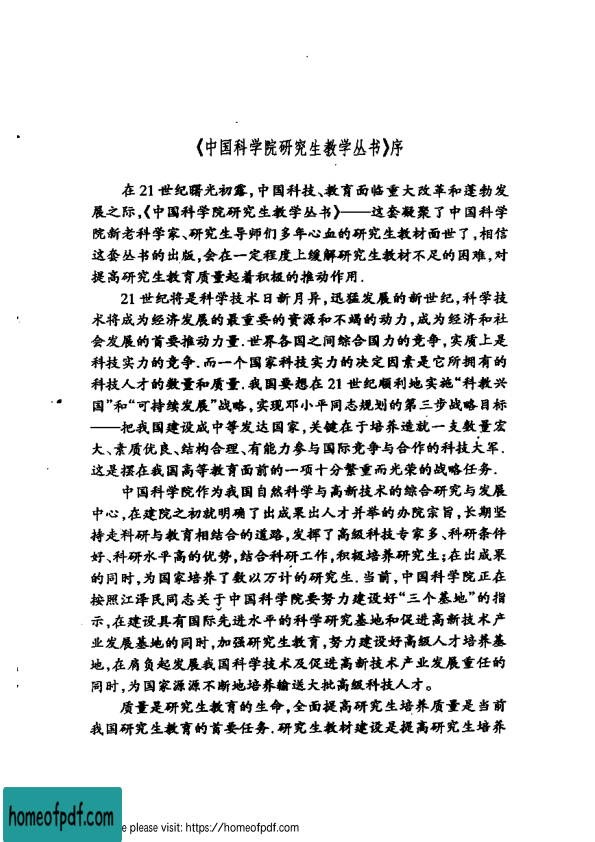 《中国科学院研究生教学丛书》序
在 21 世纪曙光初露,中国科技、教育面临重大改革和蓬勃发
展之际,《中国科学院研究生教学丛书》——这套凝聚了中国科学
院新老科学家、研究生导师们多年心血的研究生教材面世了,相信
这套丛书的出版,会在一定程度上缓解研究生教材不足的困难,对
提高研究生教育质量起着积极的推动作用.
21 世纪将是科学技术日新月异,迅猛发展的新世纪,科学技
术将成为经济发展的最重要的资源和不竭的动力,成为经济和社
会发展的首要推动力量.世界各国之间综合国力的竞争,实质上是
科技实力的竞争.而一个国家科技实力的决定因素是它所拥有的
科技人才的数量和质量.我国要想在 21 世纪顺利地实施“科教兴
国”和“可持续发展”战略,实现邓小平同志规划的第三步战略目标
——把我国建设成中等发达国家,关键在于培养造就一支数量宏
大、素质优良、结构合理、有能力参与国际竞争与合作的科技大军.
这是摆在我国高等教育面前的一项十分繁重而光荣的战略任务.
中国科学院作为我国自然科学与高新技术的综合研究与发展
中心,在建院之初就明确了出成果出人才并举的办院宗旨,长期坚
持走科研与教育相结合的道路,发挥了高级科技专家多、科研条件
好、科研水平高的优势,结合科研工作,积极培养研究生;在出成果
的同时,为国家培养了数以万计的研究生.当前,中国科学院正在
按照江泽民同志关于中国科学院要努力建设好“三个基地”的指
示,在建设具有国际先进水平的科学研究基地和促进高新技术产
业发展基地的同时,加强研究生教育,努力建设好高级人才培养基
地,在肩负起发展我国科学技术及促进高新技术产业发展重任的
同时,为国家源源不断地培养输送大批高级科技人才。
质量是研究生教育的生命,全面提高研究生培养质量是当前
我国研究生教育的首要任务.研究生教材建设是提高研究生培养
homeofpdf.com
e please visit: https://homeofpdf.com